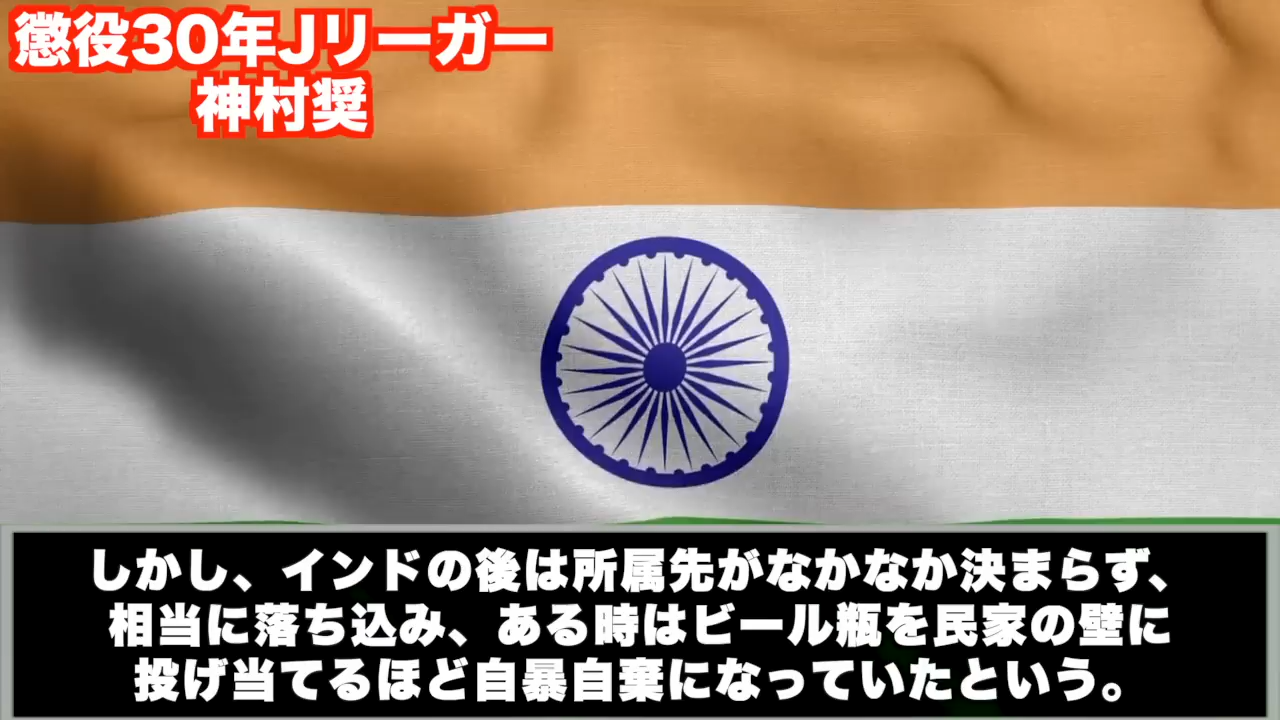 懲役30年Jリーガー
神村奨
しかし、インドの後は所属先がなかなか決まらず、
相当に落ち込み、ある時はビール瓶を民家の壁に
投げ当てるほど自暴自棄になっていたという。